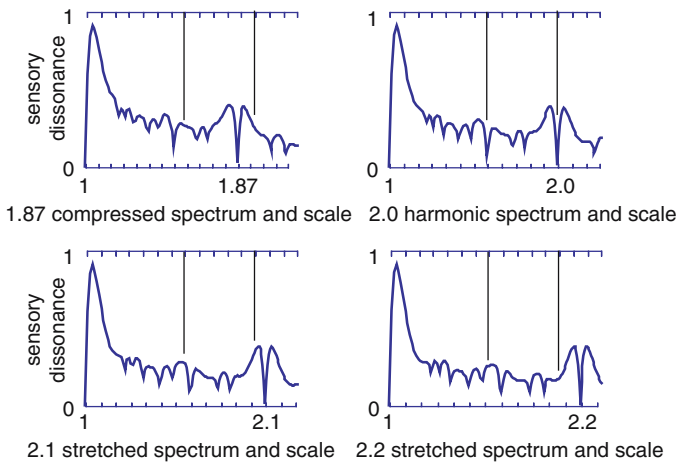 1
1
sensory
dissonance
0
0
1
1.87
1
2.0
1.87 compressed spectrum and scale
2.0 harmonic spectrum and scale
1
1
sensory
dissonance
0
0
1
2.1
1
2.2
2.1 stretched spectrum and scale
2.2 stretched spectrum and scale